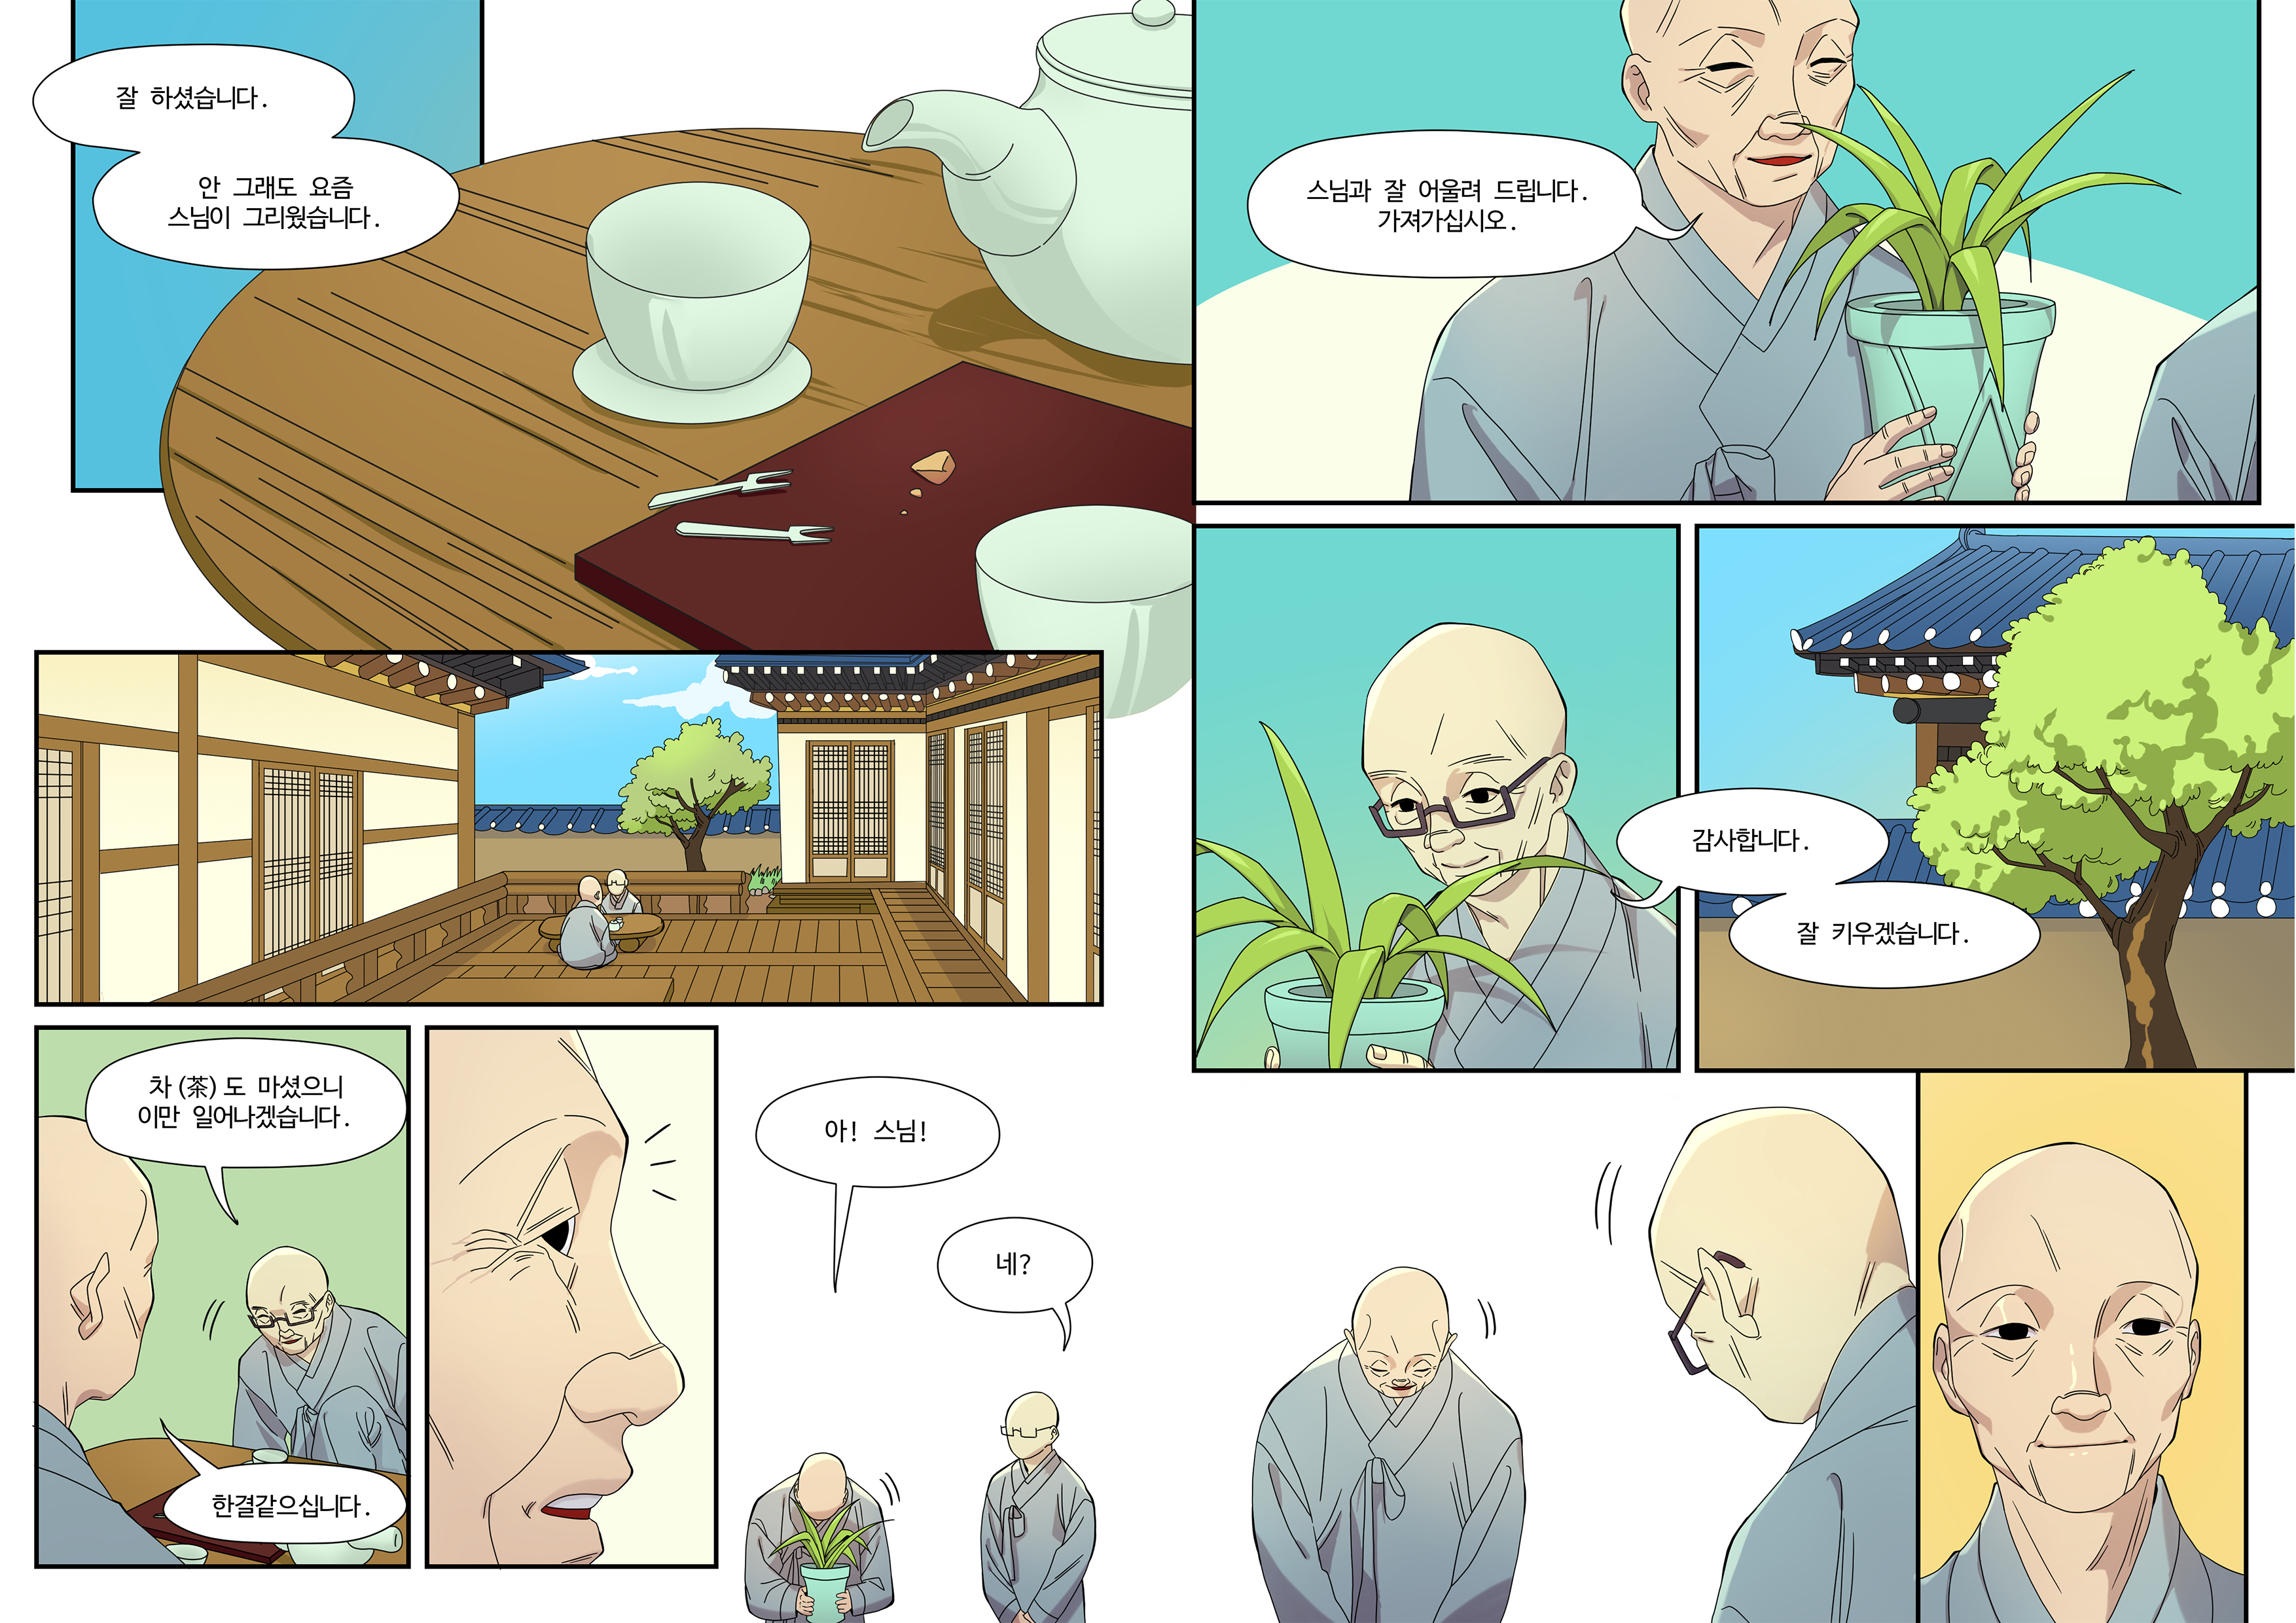 잘 하셨습니다.
안 그래도 요즘
스님이 그리웠습니다.
차(茶)도 마셨으니
이만 일어나겠습니다.
한결같으십니다.
아! 스님!
네?
스님과 잘 어울려 드립니다.
가져가십시오.
감사합니다.
잘 키우겠습니다.